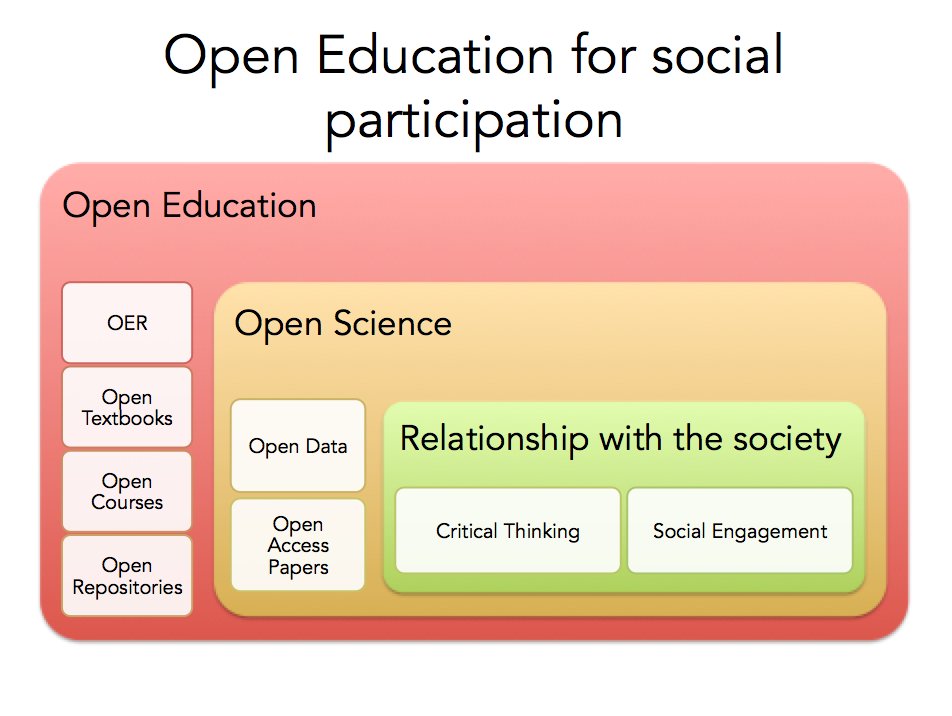 Open Education for social
participation
Open Education
OER
Open
Textbooks
Open
Courses
Open
Repositories
Open Science
Open Data
Open
Access
Papers
Relationship with the society
Critical Thinking
Social Engagement